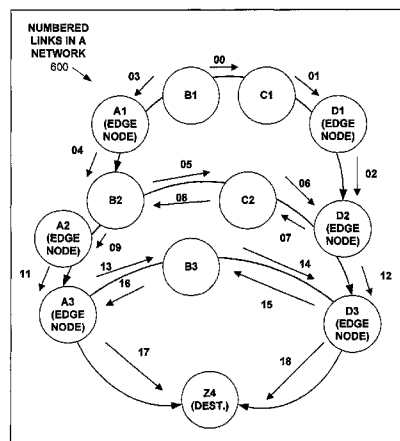 NUMBERED
LINKS IN A
NETWORK
600
00
03
01
B1
C1
A1
(EDGE
NODE)
D1
(EDGE
NODE)
04
05
02
B2
08
C2
06
A2
(EDGE
NODE)
09
07
D2
(EDGE
NODE)
11
13
B3
14
12
16
15
A3
(EDGE
NODE)
D3
(EDGE
NODE)
17
18
Z4
(DEST.)